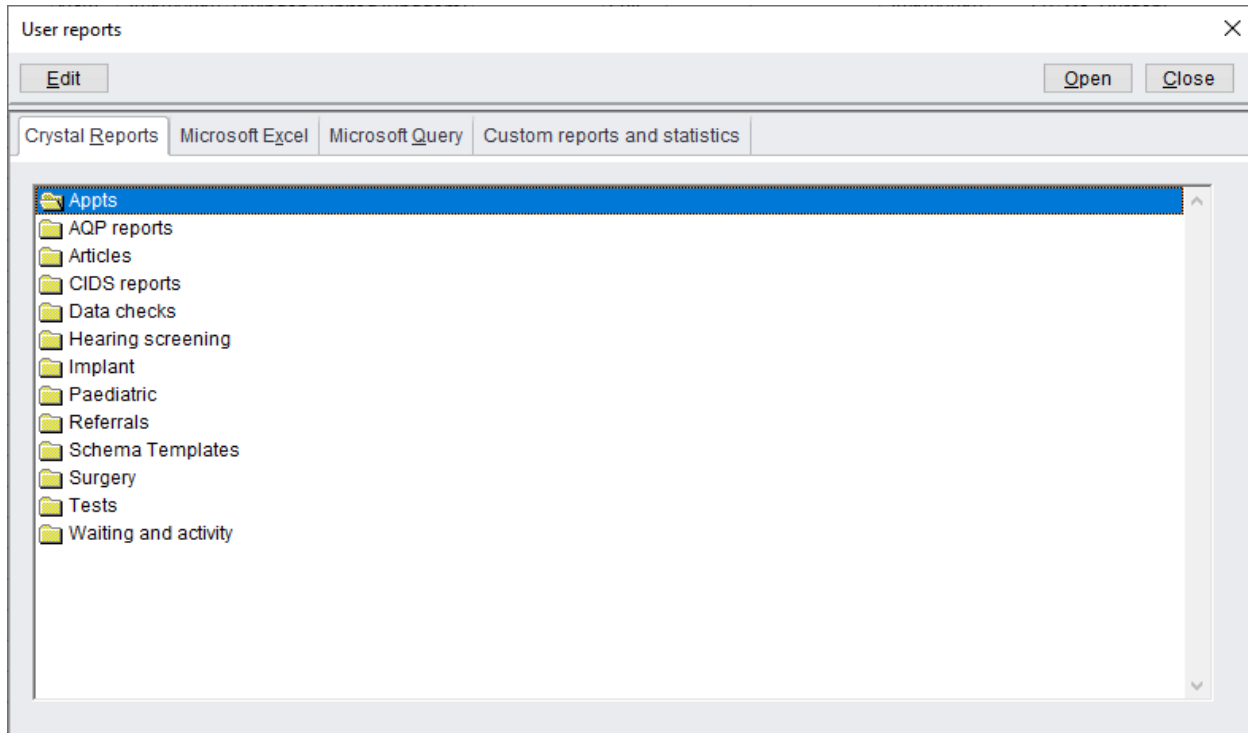 User reports
Edit Open Close
Crystal Reports Microsoft Excel Microsoft Query Custom reports and statistics
Appts
AQP reports
Articles
CIDS reports
Data checks
Hearing screening
Implant
Paediatric
Referrals
Schema Templates
Surgery
Tests
Waiting and activity